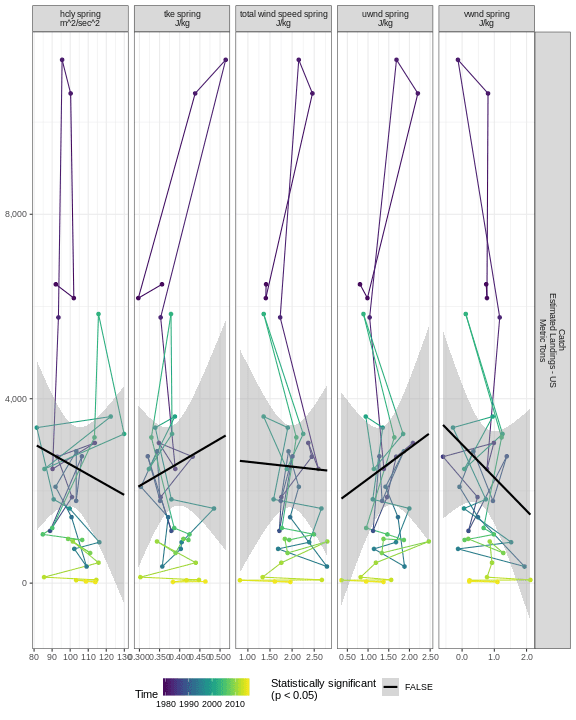 hcly spring
m^2/sec^2
tke spring
J/kg
total wind speed spring
J/kg
uwnd spring
J/kg
vwnd spring
J/kg
8,000
4,000
0
Catch
Estimated Landings - US
Metric Tons
80 90 100 110 120 130
0.300 0.350 0.400 0.450 0.500
1.00 1.50 2.00 2.50
0.50 1.00 1.50 2.00 2.50
0.0 1.0 2.0
Time
1980 1990 2000 2010
Statistically significant
(p < 0.05)
FALSE